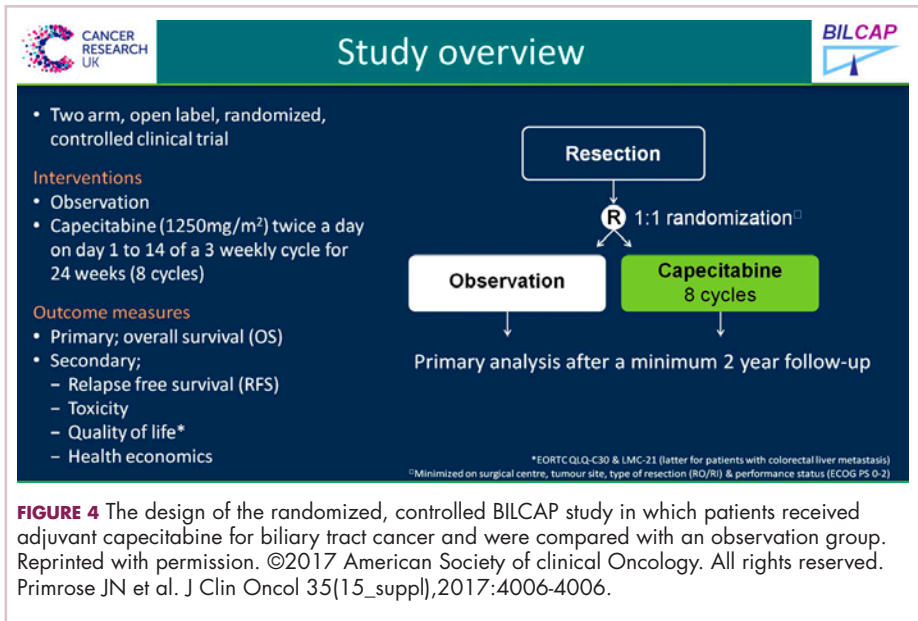 CANCER
RESEARCH
UK
Study overview
BILCAP
• Two arm, open label, randomized,
controlled clinical trial
Interventions
• Observation
• Capecitabine (1250mg/m²) twice a day
on day 1 to 14 of a 3 weekly cycle for
24 weeks (8 cycles)
Outcome measures
• Primary; overall survival (OS)
• Secondary;
– Relapse free survival (RFS)
– Toxicity
– Quality of life*
– Health economics
Resection
R 1:1 randomization□
Observation
Capecitabine
8 cycles
Primary analysis after a minimum 2 year follow-up
*EORTC QLQ-C30 & LMC-21 (latter for patients with colorectal liver metastasis)
□Minimized on surgical centre, tumour site, type of resection (RO/RI) & performance status (ECOG PS 0-2)
FIGURE 4 The design of the randomized, controlled BILCAP study in which patients received
adjuvant capecitabine for biliary tract cancer and were compared with an observation group.
Reprinted with permission. ©2017 American Society of clinical Oncology. All rights reserved.
Primrose JN et al. J Clin Oncol 35(15_suppl),2017:4006-4006.